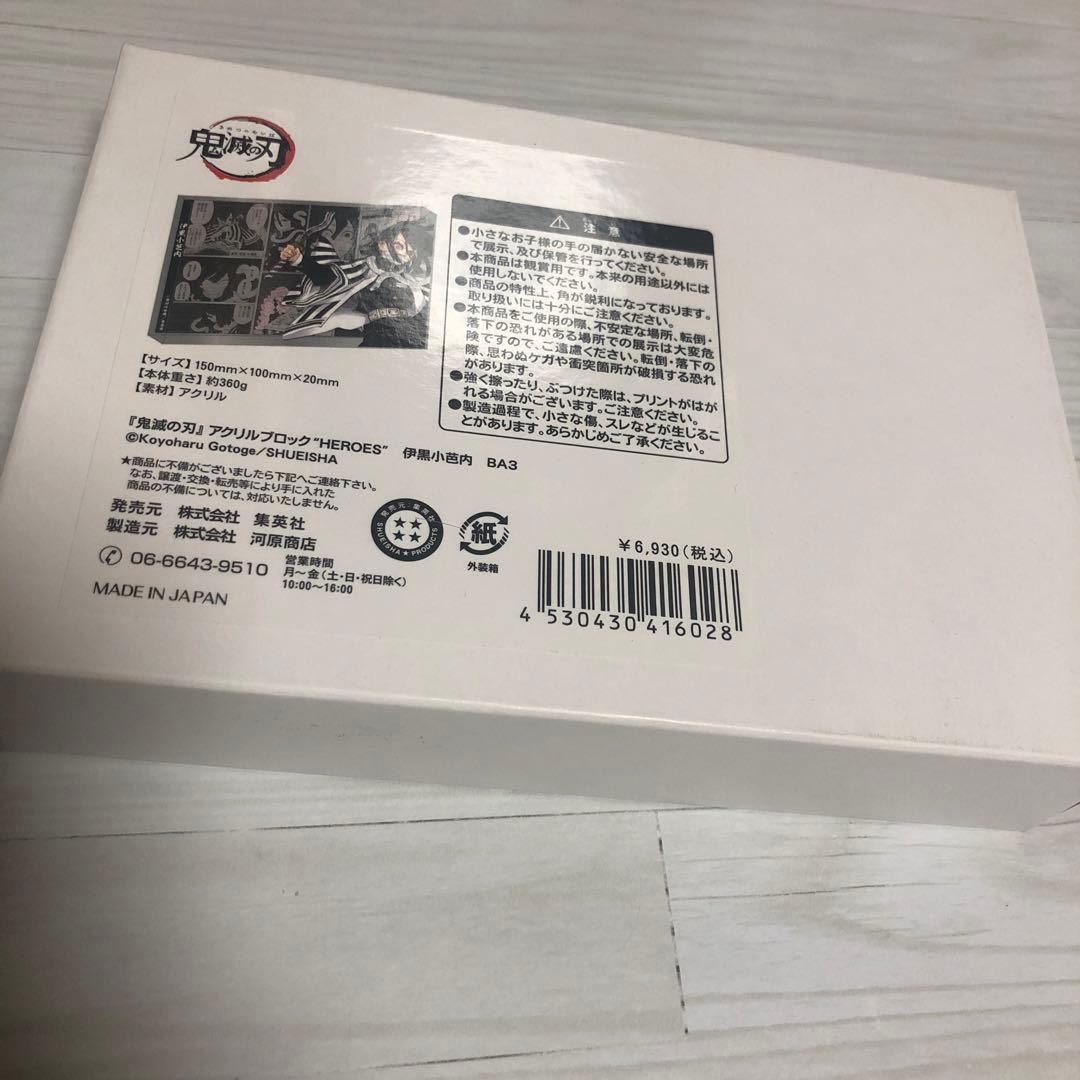 きめつのやいば
鬼滅の刃
伊黒小芭内
【サイズ】150mm×100mm×20mm
【本体重さ】約360g
【素材】アクリル
『鬼滅の刃』アクリルブロック“HEROES” 伊黒小芭内 BA3
©Koyoharu Gotoge/SHUEISHA
★商品に不備がございましたら下記へご連絡下さい。
なお、譲渡・交換・転売等により手に入れた
商品の不備については、対応いたしません。
発売元 株式会社 集英社
製造元 株式会社 河原商店
06-6643-9510
営業時間
月〜金(土・日・祝日除く)
10:00〜16:00
MADE IN JAPAN
発売元:集英社
SHUEISHA★PRODUCTS
紙
外装箱
⚠ 注 意
●小さなお子様の手の届かない安全な場所
で展示、及び保管を行ってください。
●本商品は観賞用です。本来の用途以外には
使用しないでください。
●商品の特性上、角が鋭利になっております。
取り扱いには十分にご注意ください。
●本商品をご使用の際、不安定な場所、転倒・
落下の恐れがある場所での展示は大変危
険ですので、ご遠慮ください。転倒・落下の
際、思わぬケガや衝突箇所が破損する恐れ
があります。
●強く擦ったり、ぶつけた際は、プリントがはが
れる場合がございます。ご注意ください。
●製造過程で、小さな傷、スレなどが生じるこ
とがあります。あらかじめご了承ください。
￥6,930(税込)
4 530430 416028